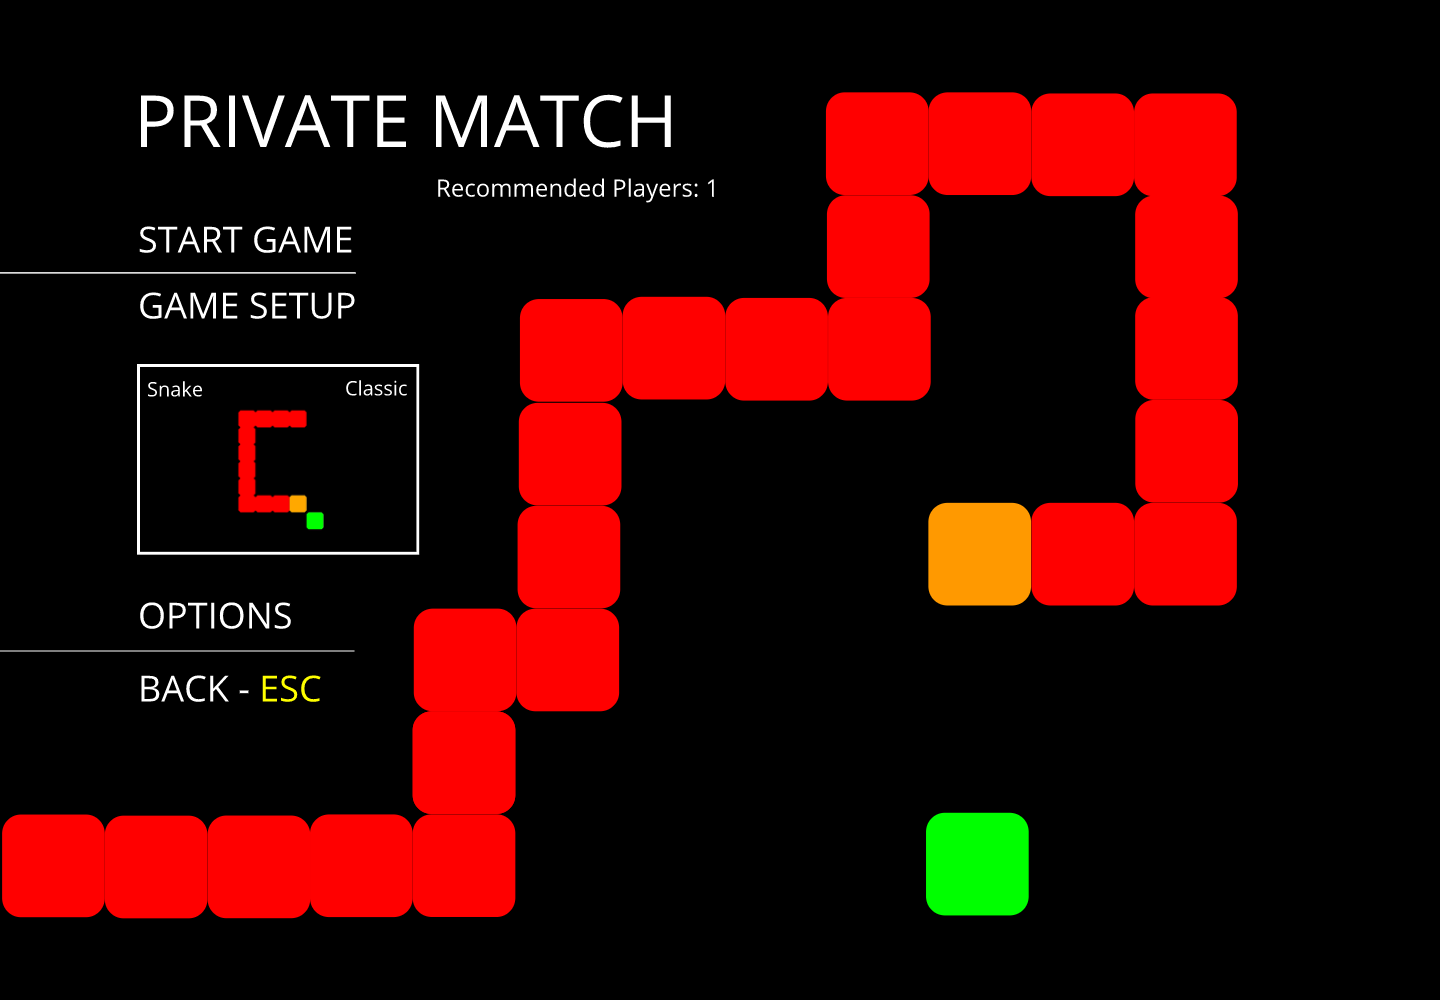 PRIVATE MATCH
Recommended Players: 1
START GAME
GAME SETUP
Snake Classic
OPTIONS
BACK - ESC